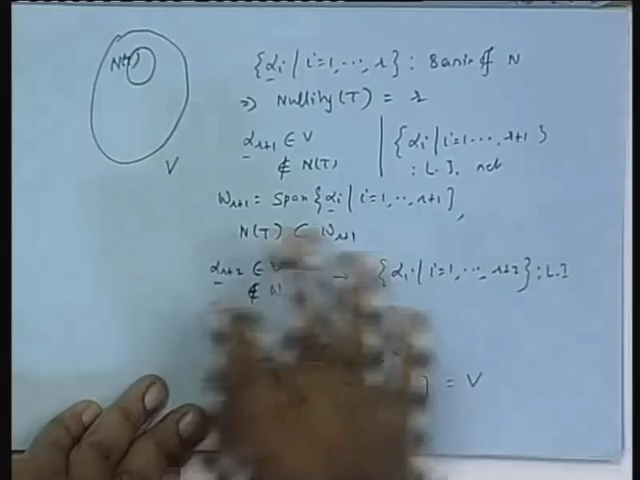 N(T)
V
{αi | i=1,..., r} : Basis of N
⇒ Nullity(T) = r
αr+1 ∈ V
∉ N(T)
{αi | i=1,..., r+1}
: L.I. set
Wr+1 = Span{αi | i=1,..., r+1},
N(T) ⊂ Wr+1
αr+2 ∈ V
∉ W
→ {αi | i=1,..., r+2} : L.I
} = V